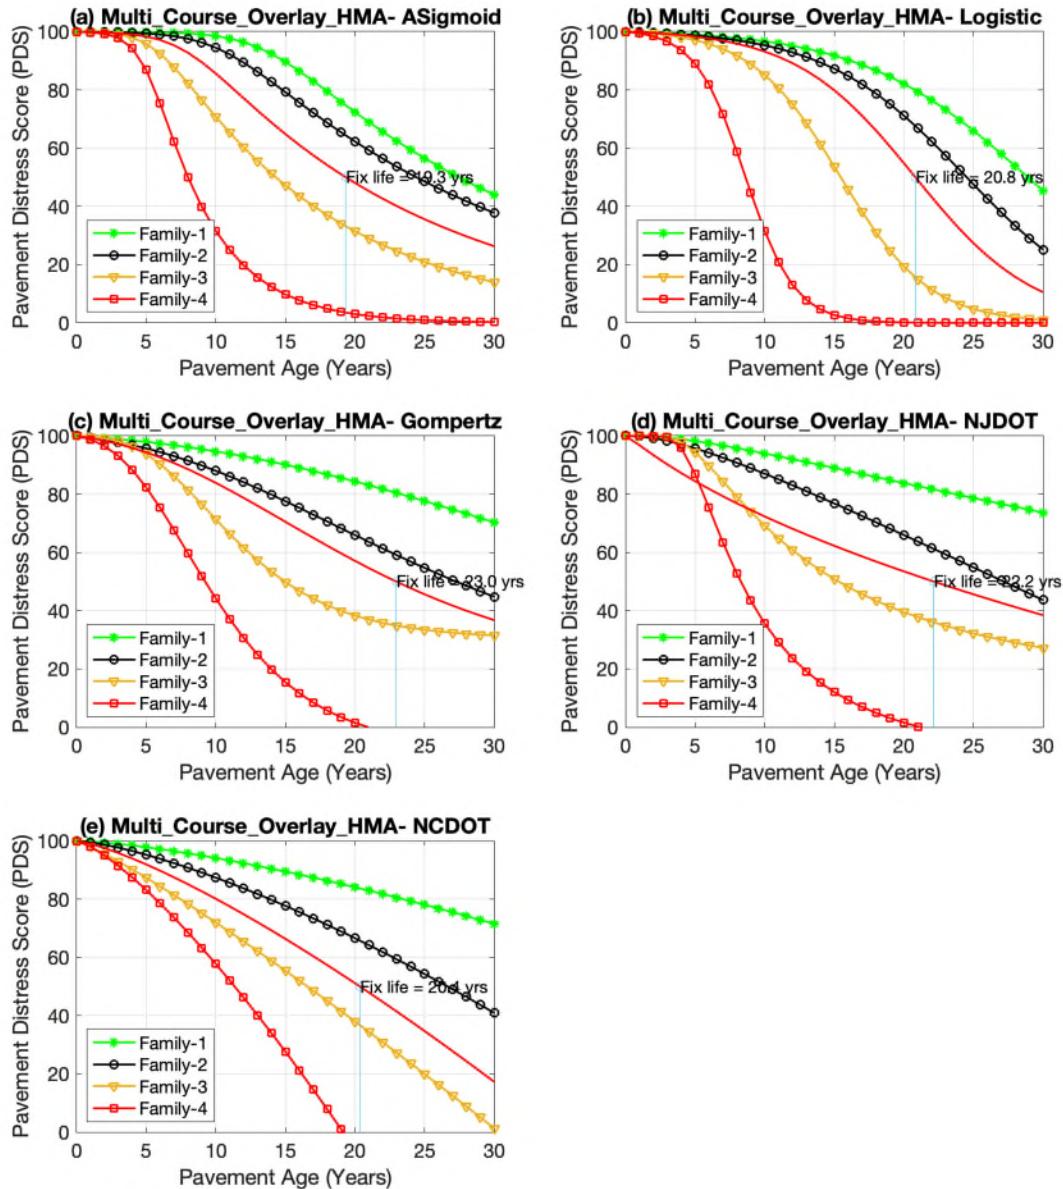 (a) Multi_Course_Overlay_HMA- ASigmoid
Pavement Distress Score (PDS)
100
80
60
40
20
0
Fix life = 19.3 yrs
Family-1
Family-2
Family-3
Family-4
0 5 10 15 20 25 30
Pavement Age (Years)
(b) Multi_Course_Overlay_HMA- Logistic
Pavement Distress Score (PDS)
100
80
60
40
20
0
Fix life = 20.8 yrs
Family-1
Family-2
Family-3
Family-4
0 5 10 15 20 25 30
Pavement Age (Years)
(c) Multi_Course_Overlay_HMA- Gompertz
Pavement Distress Score (PDS)
100
80
60
40
20
0
Fix life = 23.0 yrs
Family-1
Family-2
Family-3
Family-4
0 5 10 15 20 25 30
Pavement Age (Years)
(d) Multi_Course_Overlay_HMA- NJDOT
Pavement Distress Score (PDS)
100
80
60
40
20
0
Fix life = 22.2 yrs
Family-1
Family-2
Family-3
Family-4
0 5 10 15 20 25 30
Pavement Age (Years)
(e) Multi_Course_Overlay_HMA- NCDOT
Pavement Distress Score (PDS)
100
80
60
40
20
0
Fix life = 20.4 yrs
Family-1
Family-2
Family-3
Family-4
0 5 10 15 20 25 30
Pavement Age (Years)